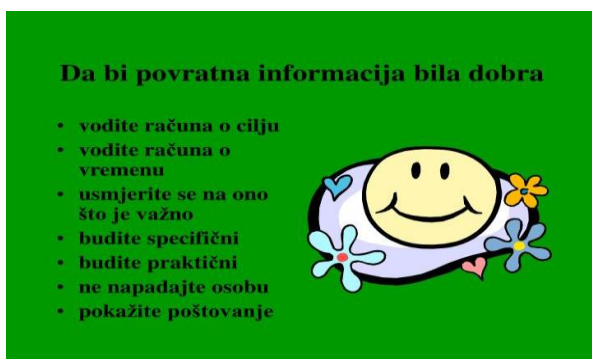 Da bi povratna informacija bila dobra
• vodite računa o cilju
• vodite računa o
vremenu
• usmjerite se na ono
što je važno
• budite specifični
• budite praktični
• ne napadajte osobu
• pokažite poštovanje